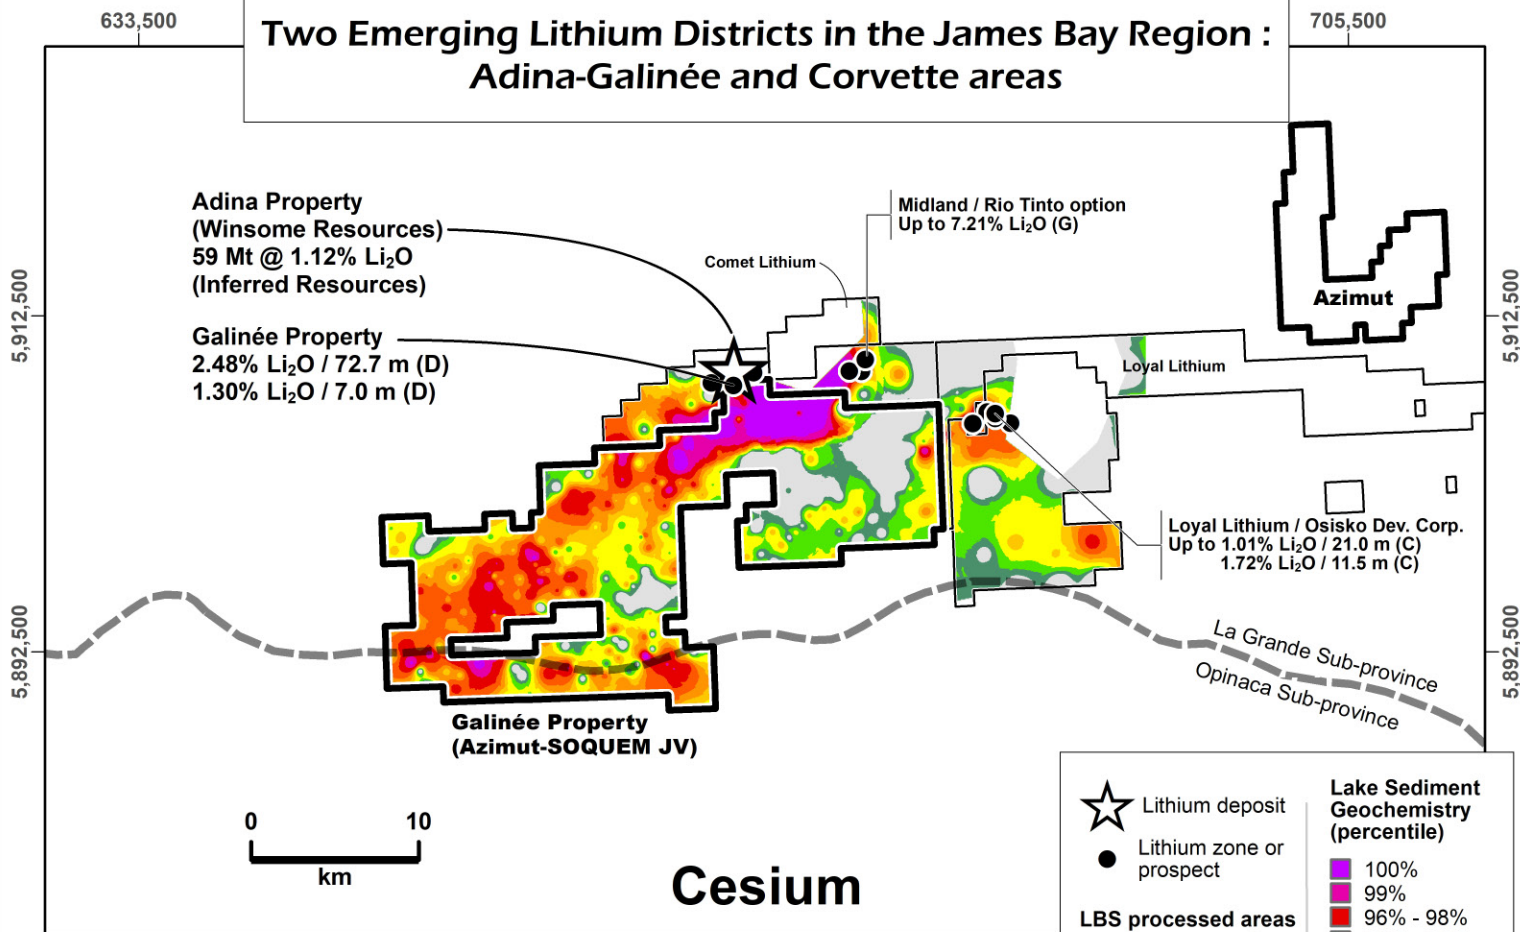 633,500
705,500
Two Emerging Lithium Districts in the James Bay Region :
Adina-Galinée and Corvette areas
Adina Property
(Winsome Resources)
59 Mt @ 1.12% Li₂O
(Inferred Resources)
Galinée Property
2.48% Li₂O / 72.7 m (D)
1.30% Li₂O / 7.0 m (D)
Midland / Rio Tinto option
Up to 7.21% Li₂O (G)
Comet Lithium
Azimut
Loyal Lithium
5,912,500
5,912,500
Loyal Lithium / Osisko Dev. Corp.
Up to 1.01% Li₂O / 21.0 m (C)
1.72% Li₂O / 11.5 m (C)
5,892,500
5,892,500
La Grande Sub-province
Opinaca Sub-province
Galinée Property
(Azimut-SOQUEM JV)
0 10
km
Cesium
Lithium deposit
Lithium zone or
prospect
LBS processed areas
Lake Sediment
Geochemistry
(percentile)
100%
99%
96% - 98%